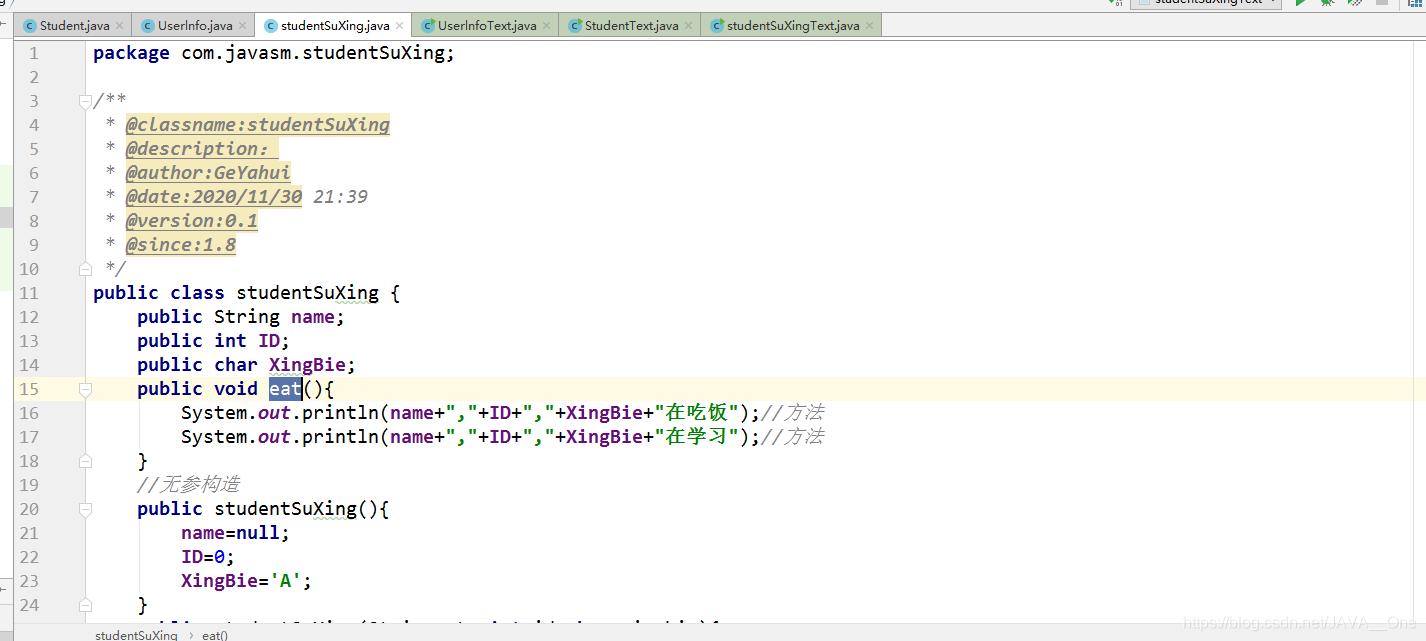 studentSuXingText
Student.java UserInfo.java studentSuXing.java UserInfoText.java StudentText.java studentSuXingText.java
1 package com.javasm.studentSuXing;
2
3 /**
4 * @classname:studentSuXing
5 * @description:
6 * @author:GeYahui
7 * @date:2020/11/30 21:39
8 * @version:0.1
9 * @since:1.8
10 */
11 public class studentSuXing {
12 public String name;
13 public int ID;
14 public char XingBie;
15 public void eat(){
16 System.out.println(name+","+ID+","+XingBie+"在吃饭");//方法
17 System.out.println(name+","+ID+","+XingBie+"在学习");//方法
18 }
19 //无参构造
20 public studentSuXing(){
21 name=null;
22 ID=0;
23 XingBie='A';
24 }
studentSuXing › eat()
https://blog.csdn.net/JAVA__One